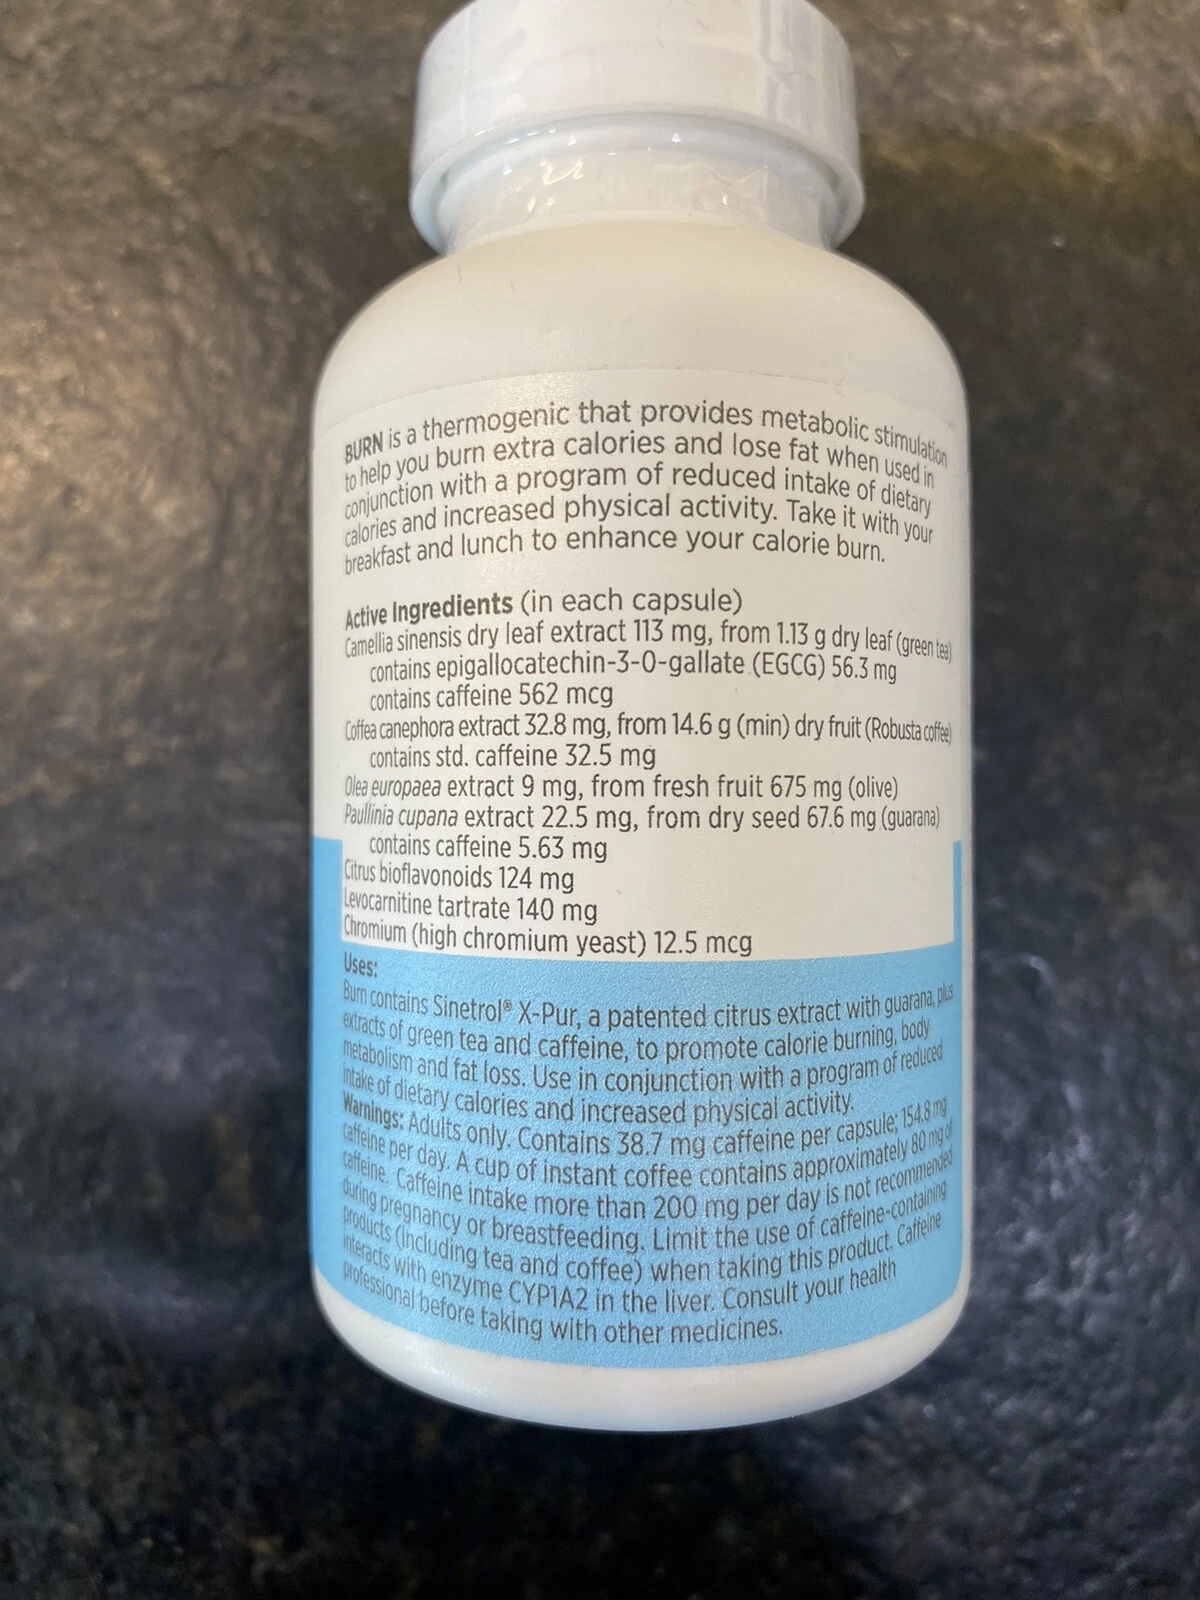 BURN is a thermogenic that provides metabolic stimulation
to help you burn extra calories and lose fat when used in
conjunction with a program of reduced intake of dietary
calories and increased physical activity. Take it with your
breakfast and lunch to enhance your calorie burn.
Active Ingredients (in each capsule)
Camellia sinensis dry leaf extract 113 mg, from 1.13 g dry leaf (green tea)
contains epigallocatechin-3-0-gallate (EGCG) 56.3 mg
contains caffeine 562 mcg
Coffea canephora extract 32.8 mg, from 14.6 g (min) dry fruit (Robusta coffee)
contains std. caffeine 32.5 mg
Olea europaea extract 9 mg, from fresh fruit 675 mg (olive)
Paullinia cupana extract 22.5 mg, from dry seed 67.6 mg (guarana)
contains caffeine 5.63 mg
Citrus bioflavonoids 124 mg
Levocarnitine tartrate 140 mg
Chromium (high chromium yeast) 12.5 mcg
Uses:
Burn contains Sinetrol® X-Pur, a patented citrus extract with guarana, plus
extracts of green tea and caffeine, to promote calorie burning, body
metabolism and fat loss. Use in conjunction with a program of reduced
intake of dietary calories and increased physical activity.
Warnings: Adults only. Contains 38.7 mg caffeine per capsule; 154.8 mg
caffeine per day. A cup of instant coffee contains approximately 80 mg of
caffeine. Caffeine intake more than 200 mg per day is not recommended
during pregnancy or breastfeeding. Limit the use of caffeine-containing
products (including tea and coffee) when taking this product. Caffeine
interacts with enzyme CYP1A2 in the liver. Consult your health
professional before taking with other medicines.